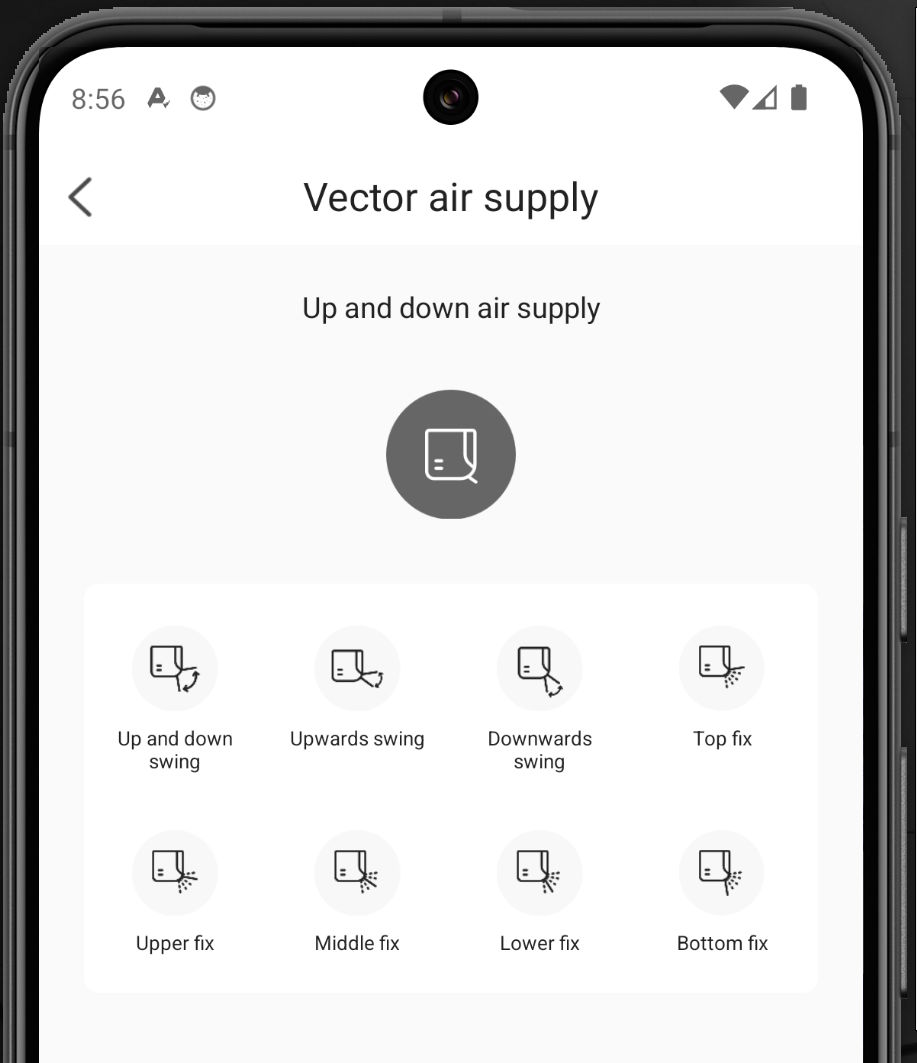 8:56
Vector air supply
Up and down air supply
Up and down
swing
Upwards swing
Downwards
swing
Top fix
Upper fix
Middle fix
Lower fix
Bottom fix